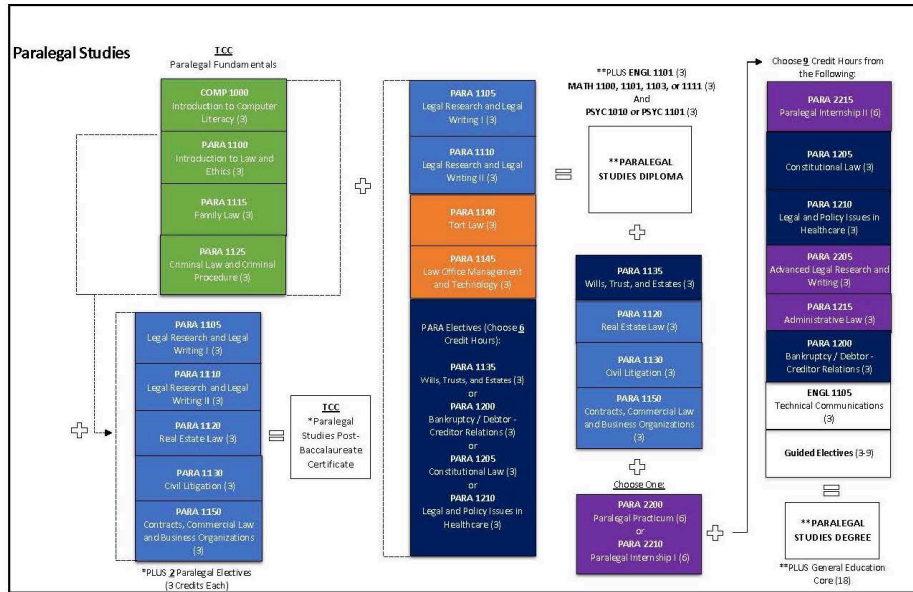 Paralegal Studies
TCC
Paralegal Fundamentals
COMP 1000
Introduction to Computer
Literacy (3)
PARA 1100
Introduction to Law and
Ethics (3)
PARA 1115
Family Law (3)
PARA 1125
Criminal Law and Criminal
Procedure (3)
PARA 1105
Legal Research and Legal
Writing I (3)
PARA 1110
Legal Research and Legal
Writing II (3)
PARA 1120
Real Estate Law (3)
PARA 1130
Civil Litigation (3)
PARA 1150
Contracts, Commercial Law
and Business Organizations
(3)
*PLUS 2 Paralegal Electives
(3 Credits Each)
TCC
*Paralegal
Studies Post-
Baccalaureate
Certificate
PARA 1105
Legal Research and Legal
Writing I (3)
PARA 1110
Legal Research and Legal
Writing II (3)
PARA 1140
Tort Law (3)
PARA 1145
Law Office Management
and Technology (3)
PARA Electives (Choose 6
Credit Hours):
PARA 1135
Wills, Trusts, and Estates (3)
or
PARA 1200
Bankruptcy / Debtor -
Creditor Relations (3)
or
PARA 1205
Constitutional Law (3)
or
PARA 1210
Legal and Policy Issues in
Healthcare (3)
**PLUS ENGL 1101 (3)
MATH 1100, 1101, 1103, or 1111 (3)
And
PSYC 1010 or PSYC 1101 (3)
**PARALEGAL
STUDIES DIPLOMA
PARA 1135
Wills, Trust, and Estates (3)
PARA 1120
Real Estate Law (3)
PARA 1130
Civil Litigation (3)
PARA 1150
Contracts, Commercial Law
and Business Organizations
(3)
Choose One:
PARA 2200
Paralegal Practicum (6)
or
PARA 2210
Paralegal Internship I (6)
Choose 9 Credit Hours from
the Following:
PARA 2215
Paralegal Internship II (6)
PARA 1205
Constitutional Law (3)
PARA 1210
Legal and Policy Issues in
Healthcare (3)
PARA 2205
Advanced Legal Research and
Writing (3)
PARA 1215
Administrative Law (3)
PARA 1200
Bankruptcy / Debtor -
Creditor Relations (3)
ENGL 1105
Technical Communications
(3)
Guided Electives (3-9)
**PARALEGAL
STUDIES DEGREE
**PLUS General Education
Core (18)